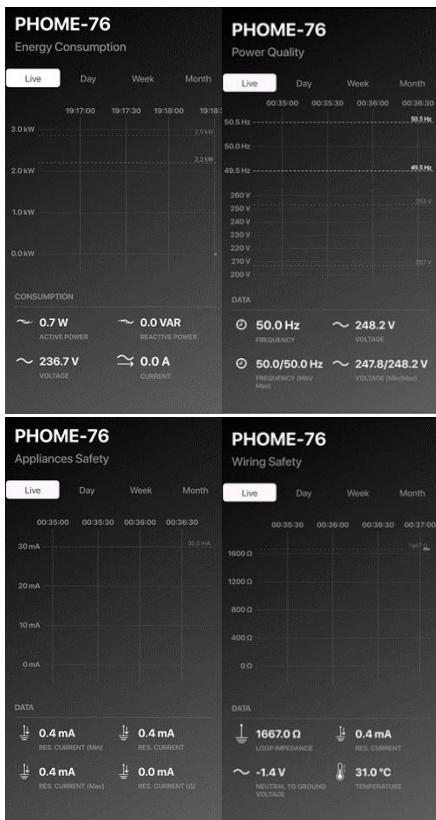 PHOME-76
Energy Consumption
Live Day Week Month
19:17:00 19:17:30 19:18:00 19:18:
3.0 kW
2.9 kW
2.2 kW
2.0 kW
1.0 kW
0.0 kW
CONSUMPTION
0.7 W 0.0 VAR
ACTIVE POWER REACTIVE POWER
236.7 V 0.0 A
VOLTAGE CURRENT
PHOME-76
Power Quality
Live Day Week Month
00:35:00 00:35:30 00:36:00 00:36:30
50.5 Hz 50.5 Hz
50.0 Hz
49.5 Hz 49.5 Hz
260 V
253 V
250 V
240 V
230 V
220 V
210 V
207 V
200 V
DATA
50.0 Hz 248.2 V
FREQUENCY VOLTAGE
50.0/50.0 Hz 247.8/248.2 V
FREQUENCY (Min/ VOLTAGE (Min/Max)
Max)
PHOME-76
Appliances Safety
Live Day Week Month
00:35:00 00:35:30 00:36:00 00:36:30
30 mA 30.0 mA
20 mA
10 mA
0 mA
DATA
0.4 mA 0.4 mA
RES. CURRENT (Min) RES. CURRENT
0.4 mA 0.0 mA
RES. CURRENT (Max) RES. CURRENT (Δ)
PHOME-76
Wiring Safety
Live Day Week Month
00:35:30 00:36:00 00:36:30 00:37:00
1667 Ω
1600 Ω
1200 Ω
800 Ω
400 Ω
0 Ω
DATA
1667.0 Ω 0.4 mA
LOOP IMPEDANCE RES. CURRENT
-1.4 V 31.0 °C
NEUTRAL TO GROUND TEMPERATURE
VOLTAGE